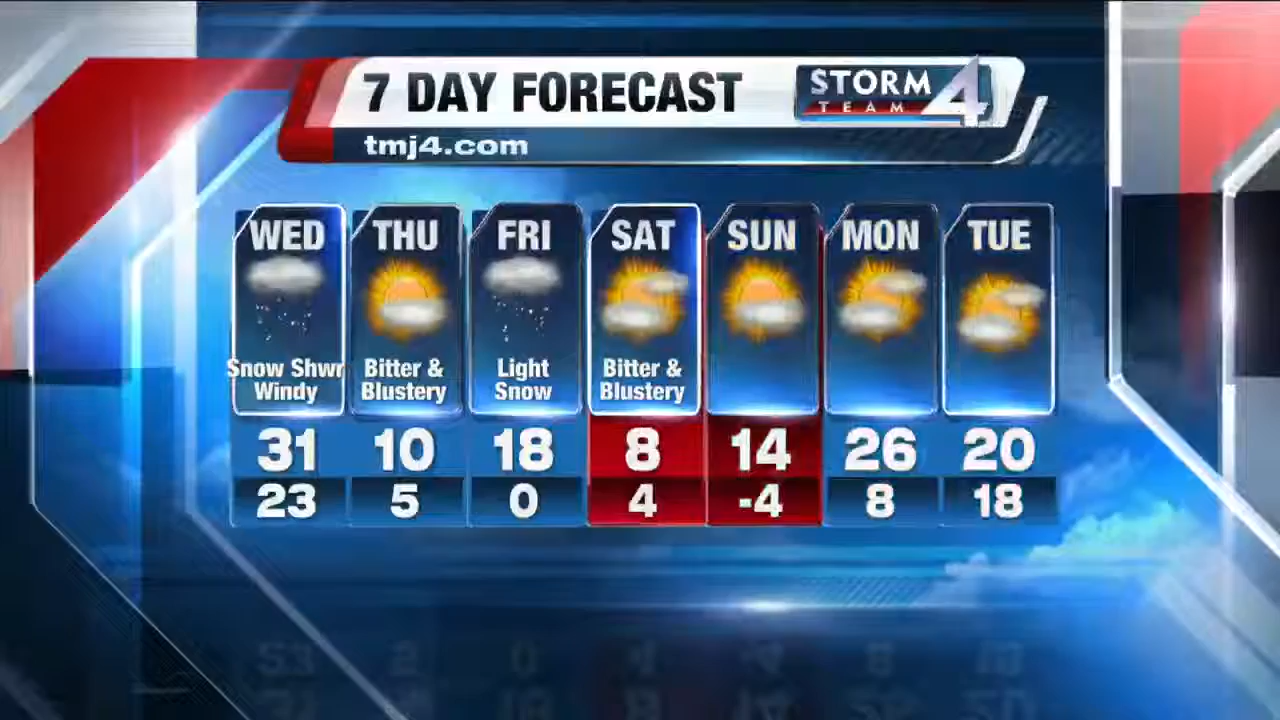 7 DAY FORECAST
STORM 4
TEAM
tmj4.com
WED THU FRI SAT SUN MON TUE
Snow Shwr Bitter & Light Bitter &
Windy Blustery Snow Blustery
31 10 18 8 14 26 20
23 5 0 4 -4 8 18